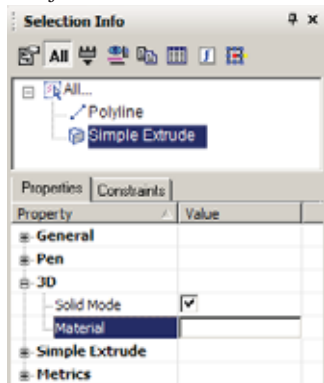 Selection Info
All
All...
Polyline
Simple Extrude
Properties Constraints
Property Value
General
Pen
3D
Solid Mode
Material
Simple Extrude
Metrics